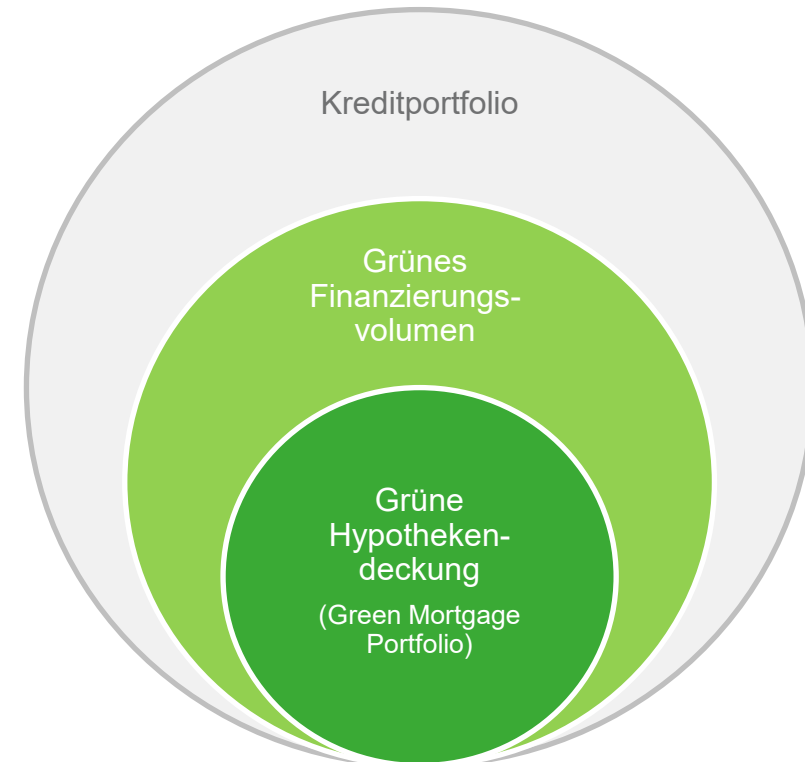 Kreditportfolio
Grünes
Finanzierungs-
volumen
Grüne
Hypotheken-
deckung
(Green Mortgage
Portfolio)